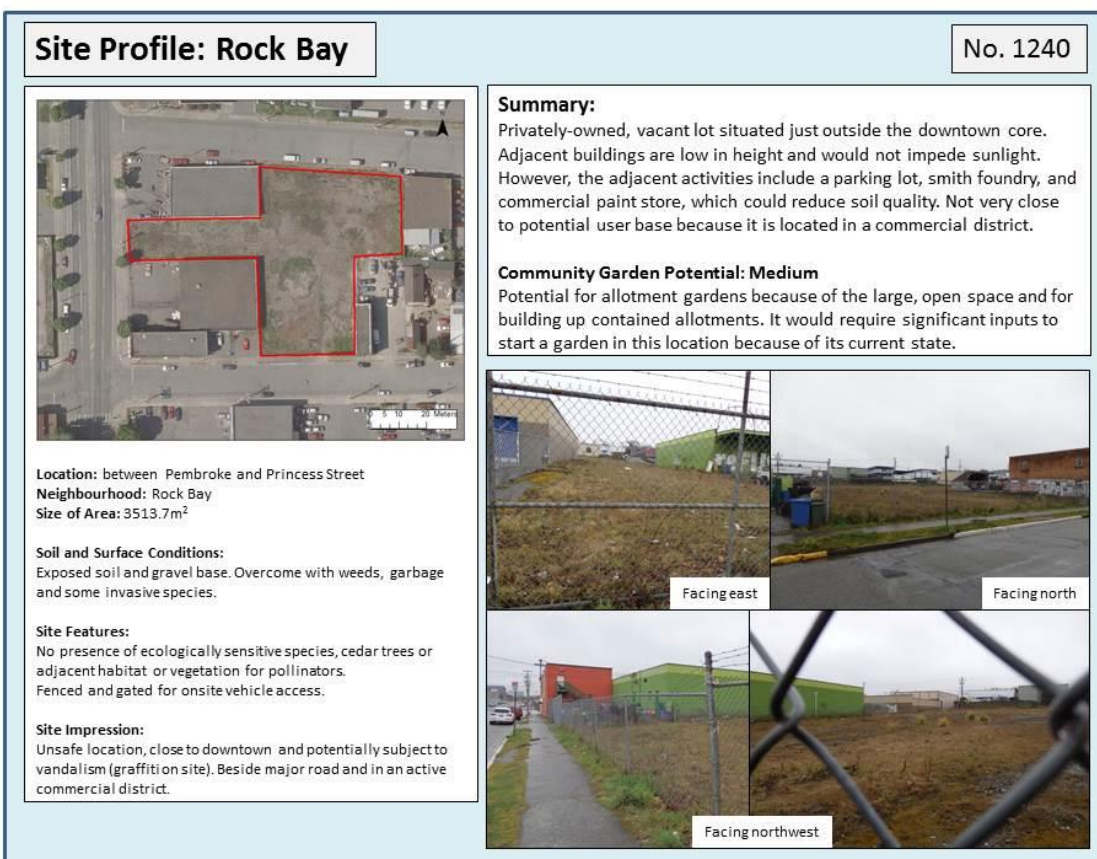 Site Profile: Rock Bay
No. 1240
0 5 10 20 Meters
Location: between Pembroke and Princess Street
Neighbourhood: Rock Bay
Size of Area: 3513.7m²
Soil and Surface Conditions:
Exposed soil and gravel base. Overcome with weeds, garbage
and some invasive species.
Site Features:
No presence of ecologically sensitive species, cedar trees or
adjacent habitat or vegetation for pollinators.
Fenced and gated for onsite vehicle access.
Site Impression:
Unsafe location, close to downtown and potentially subject to
vandalism (graffiti on site). Beside major road and in an active
commercial district.
Summary:
Privately-owned, vacant lot situated just outside the downtown core.
Adjacent buildings are low in height and would not impede sunlight.
However, the adjacent activities include a parking lot, smith foundry, and
commercial paint store, which could reduce soil quality. Not very close
to potential user base because it is located in a commercial district.
Community Garden Potential: Medium
Potential for allotment gardens because of the large, open space and for
building up contained allotments. It would require significant inputs to
start a garden in this location because of its current state.
Facing east
Facing north
Facing northwest